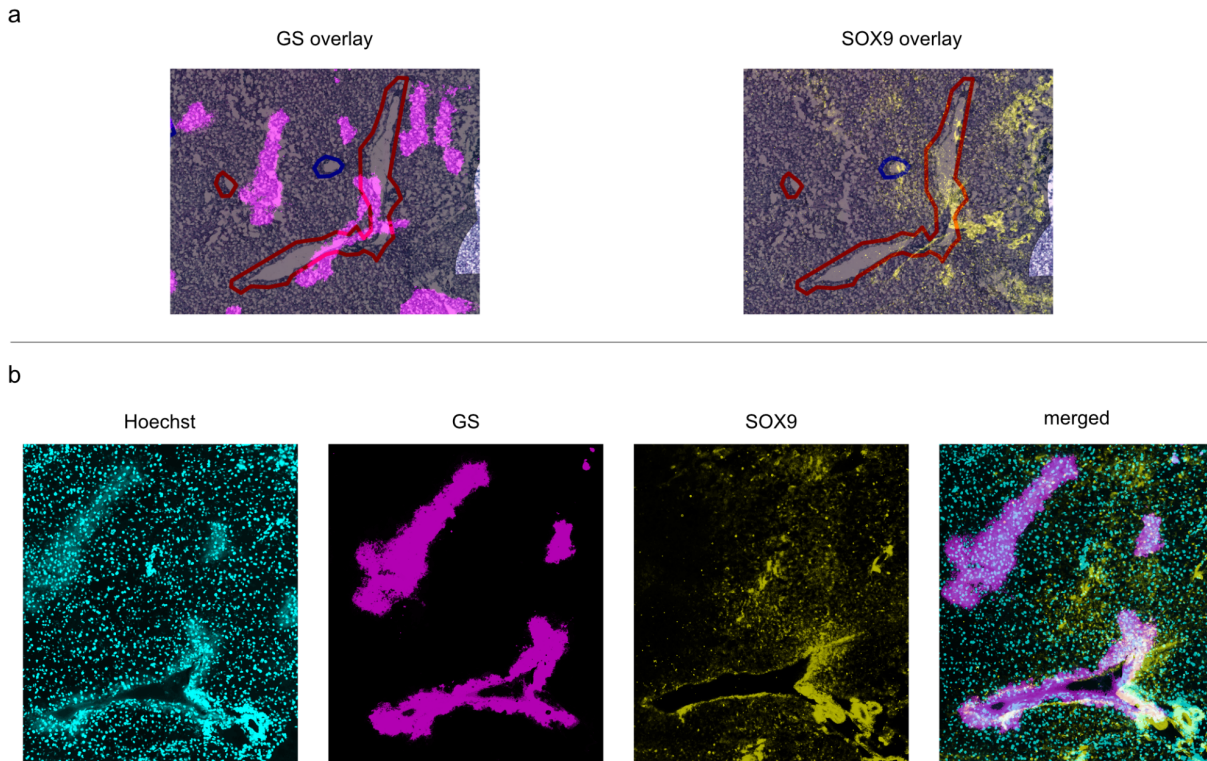 a
GS overlay
SOX9 overlay
b
Hoechst
GS
SOX9
merged